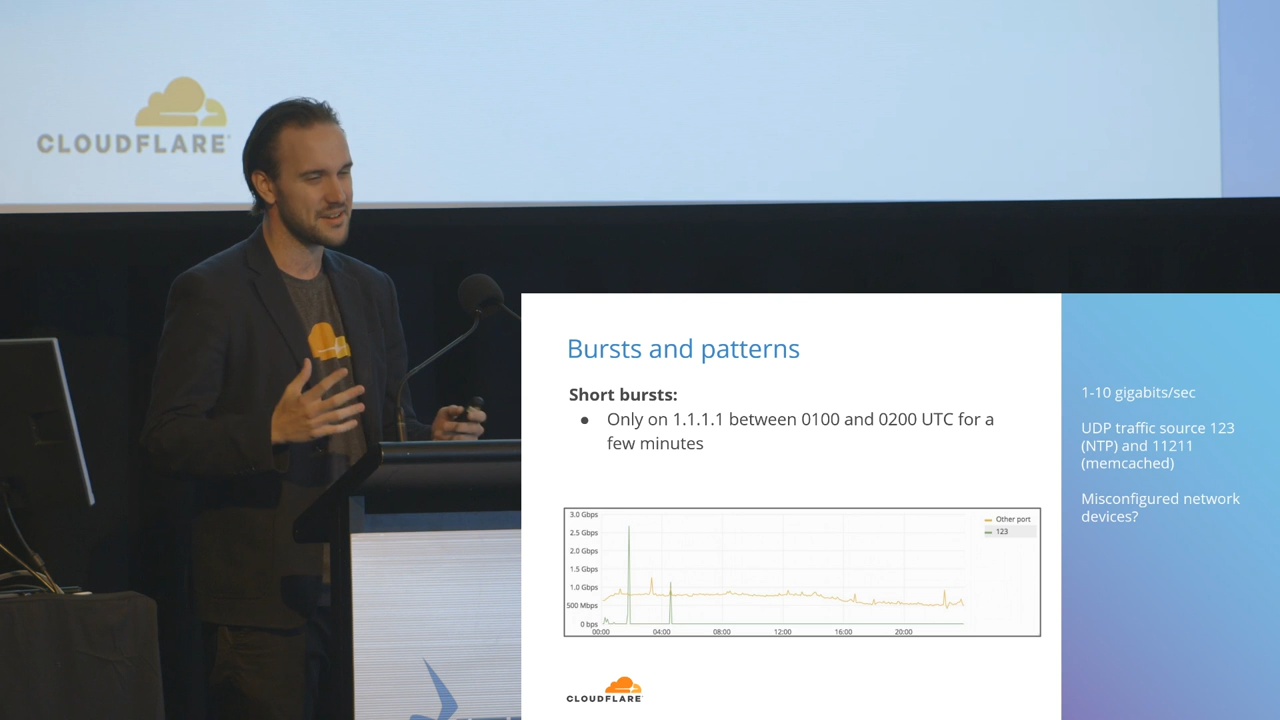 CLOUDFLARE
Bursts and patterns
Short bursts:
● Only on 1.1.1.1 between 0100 and 0200 UTC for a
few minutes
3.0 Gbps
2.5 Gbps
2.0 Gbps
1.5 Gbps
1.0 Gbps
500 Mbps
0 bps
00:00
04:00
08:00
12:00
16:00
20:00
Other port
123
CLOUDFLARE
1-10 gigabits/sec
UDP traffic source 123
(NTP) and 11211
(memcached)
Misconfigured network
devices?